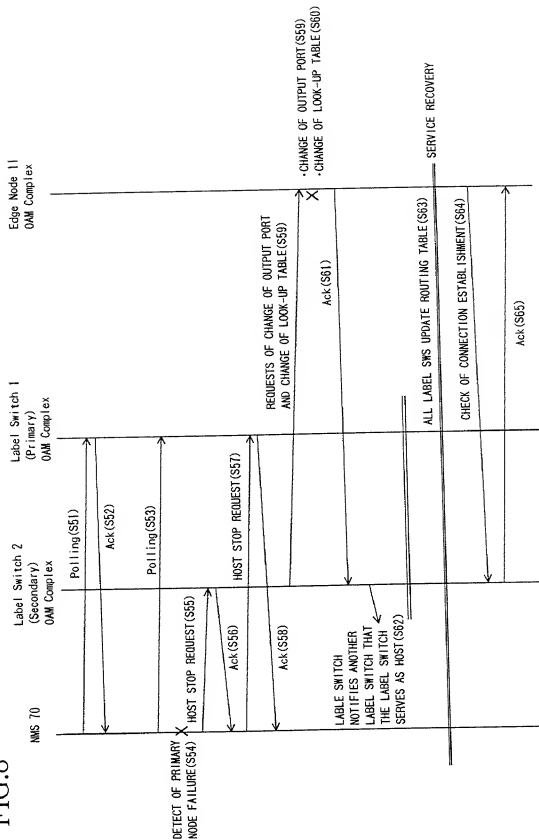 FIG.8
NMS 70
Label Switch 2
(Secondary)
OAM Complex
Label Switch 1
(Primary)
OAM Complex
Edge Node 11
OAM Complex
Polling(S51)
Ack(S52)
Polling(S53)
DETECT OF PRIMARY
NODE FAILURE(S54)
HOST STOP REQUEST(S55)
Ack(S56)
HOST STOP REQUEST(S57)
Ack(S58)
REQUESTS OF CHANGE OF OUTPUT PORT
AND CHANGE OF LOOK-UP TABLE(S59)
·CHANGE OF OUTPUT PORT(S59)
·CHANGE OF LOOK-UP TABLE(S60)
Ack(S61)
LABLE SWITCH
NOTIFIES ANOTHER
LABEL SWITCH THAT
THE LABEL SWITCH
SERVES AS HOST(S62)
ALL LABEL SWS UPDATE ROUTING TABLE(S63)
SERVICE RECOVERY
CHECK OF CONNECTION ESTABLISHMENT(S64)
Ack(S65)